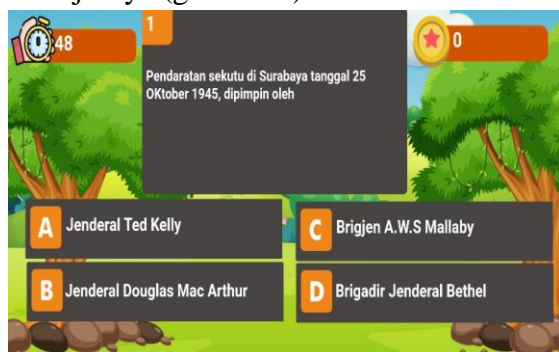 48
1
0
Pendaratan sekutu di Surabaya tanggal 25
OKtober 1945, dipimpin oleh
A Jenderal Ted Kelly
C Brigjen A.W.S Mallaby
B Jenderal Douglas Mac Arthur
D Brigadir Jenderal Bethel